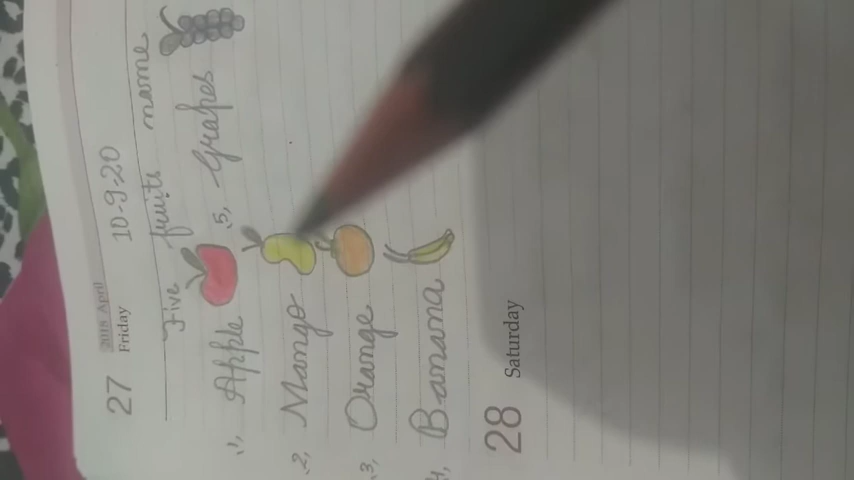 27 2018 April
Friday
10-9-20
Five fruits name
1, Apple
5, Grapes
2, Mango
3, Orange
4, Banana
28 Saturday